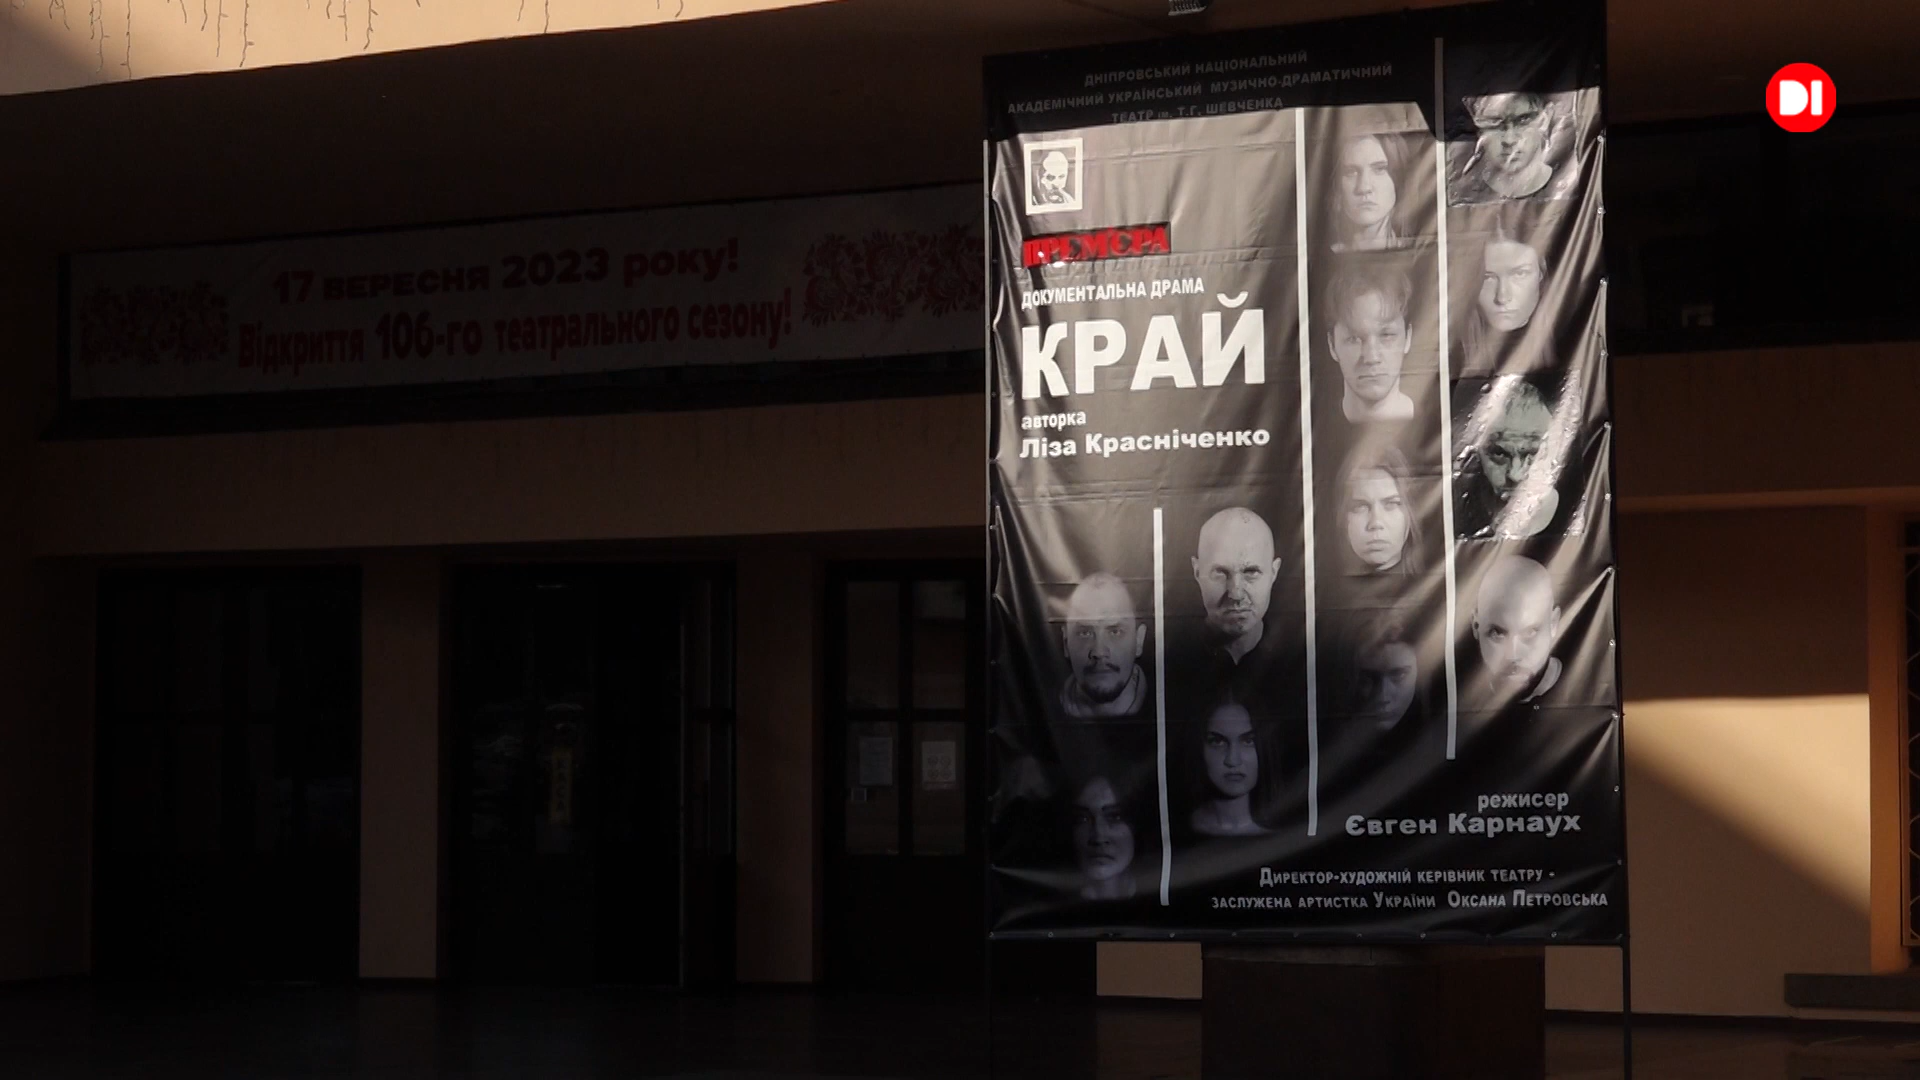 17 ВЕРЕСНЯ 2023 року!
Відкриття 106-го театрального сезону!
ДНІПРОВСЬКИЙ НАЦІОНАЛЬНИЙ
АКАДЕМІЧНИЙ УКРАЇНСЬКИЙ МУЗИЧНО-ДРАМАТИЧНИЙ
ТЕАТР ІМ. Т.Г. ШЕВЧЕНКА
ПРЕМ'ЄРА
ДОКУМЕНТАЛЬНА ДРАМА
КРАЙ
авторка
Ліза Красніченко
режисер
Євген Карнаух
ДИРЕКТОР-ХУДОЖНІЙ КЕРІВНИК ТЕАТРУ -
ЗАСЛУЖЕНА АРТИСТКА УКРАЇНИ ОКСАНА ПЕТРОВСЬКА
КАСА
DI